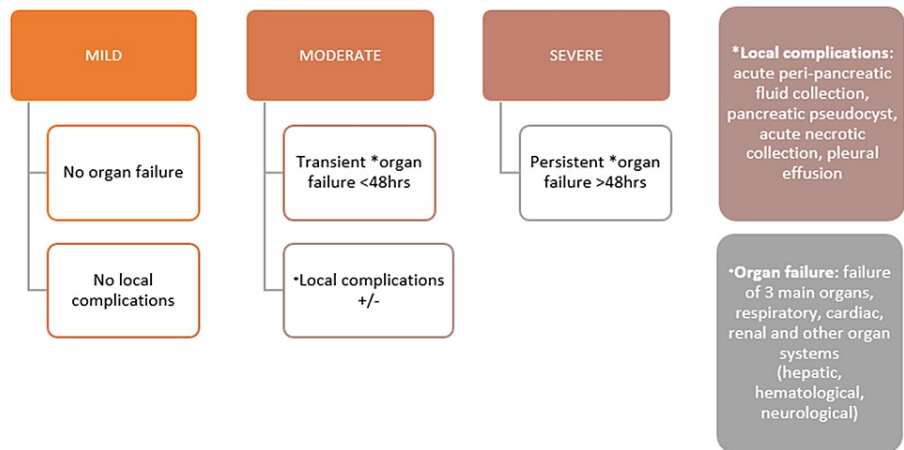 MILD
No organ failure
No local
complications
MODERATE
Transient *organ
failure <48hrs
*Local complications
+/-
SEVERE
Persistent *organ
failure >48hrs
*Local complications:
acute peri-pancreatic
fluid collection,
pancreatic pseudocyst,
acute necrotic
collection, pleural
effusion
*Organ failure: failure
of 3 main organs,
respiratory, cardiac,
renal and other organ
systems
(hepatic,
hematological,
neurological)